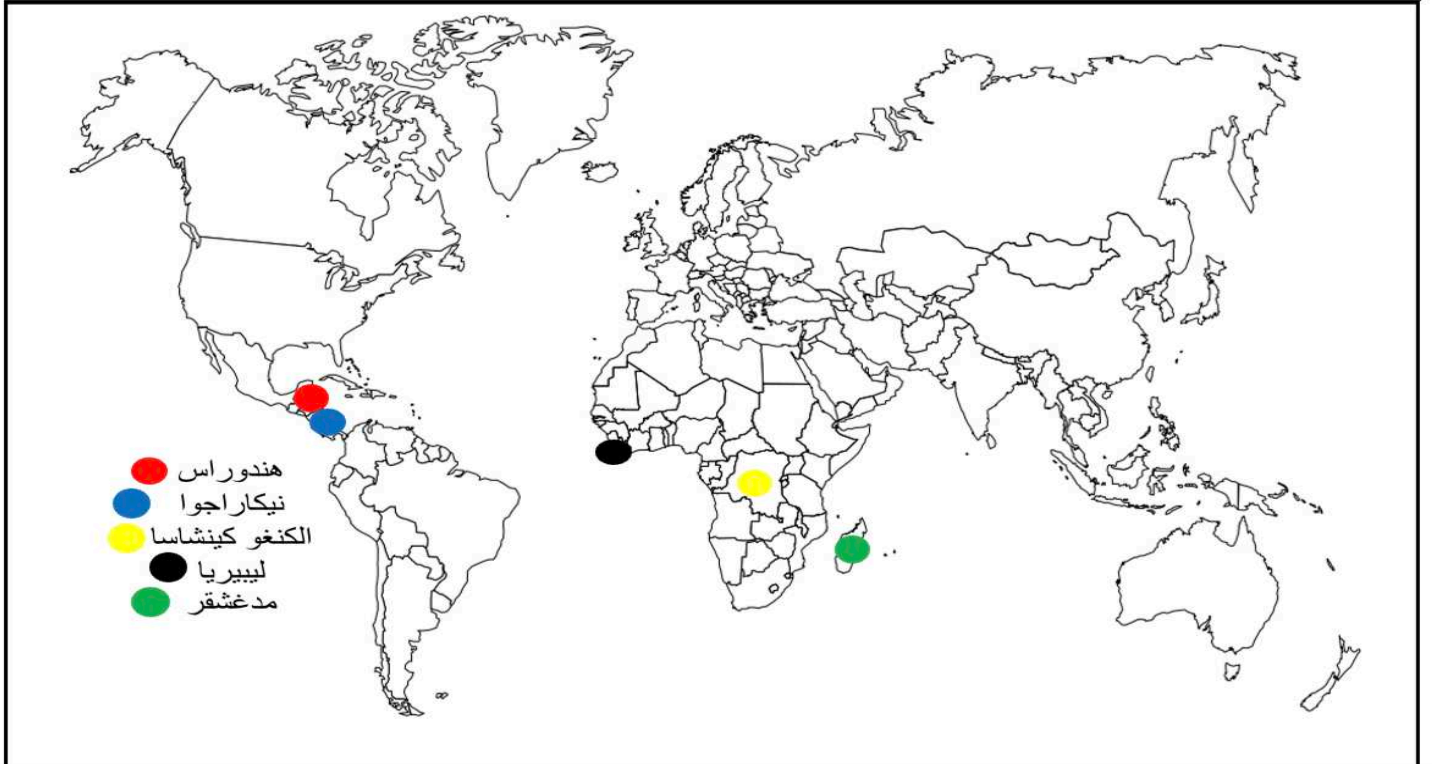 هندوراس
نيكاراجوا
الكنغو كينشاسا
ليبيريا
مدغشقر